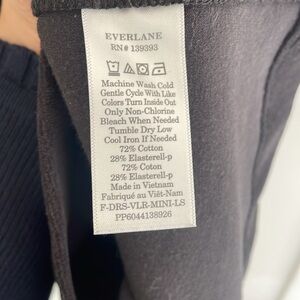 EVERLANE
RN# 139393
Machine Wash Cold
Gentle Cycle With Like
Colors Turn Inside Out
Only Non-Chlorine
Bleach When Needed
Tumble Dry Low
Cool Iron If Needed
72% Cotton
28% Elasterell-p
72% Coton
28% Elasterell-p
Made in Vietnam
Fabriqué au Viêt-Nam
F-DRS-VLR-MINI-LS
PP6044138926